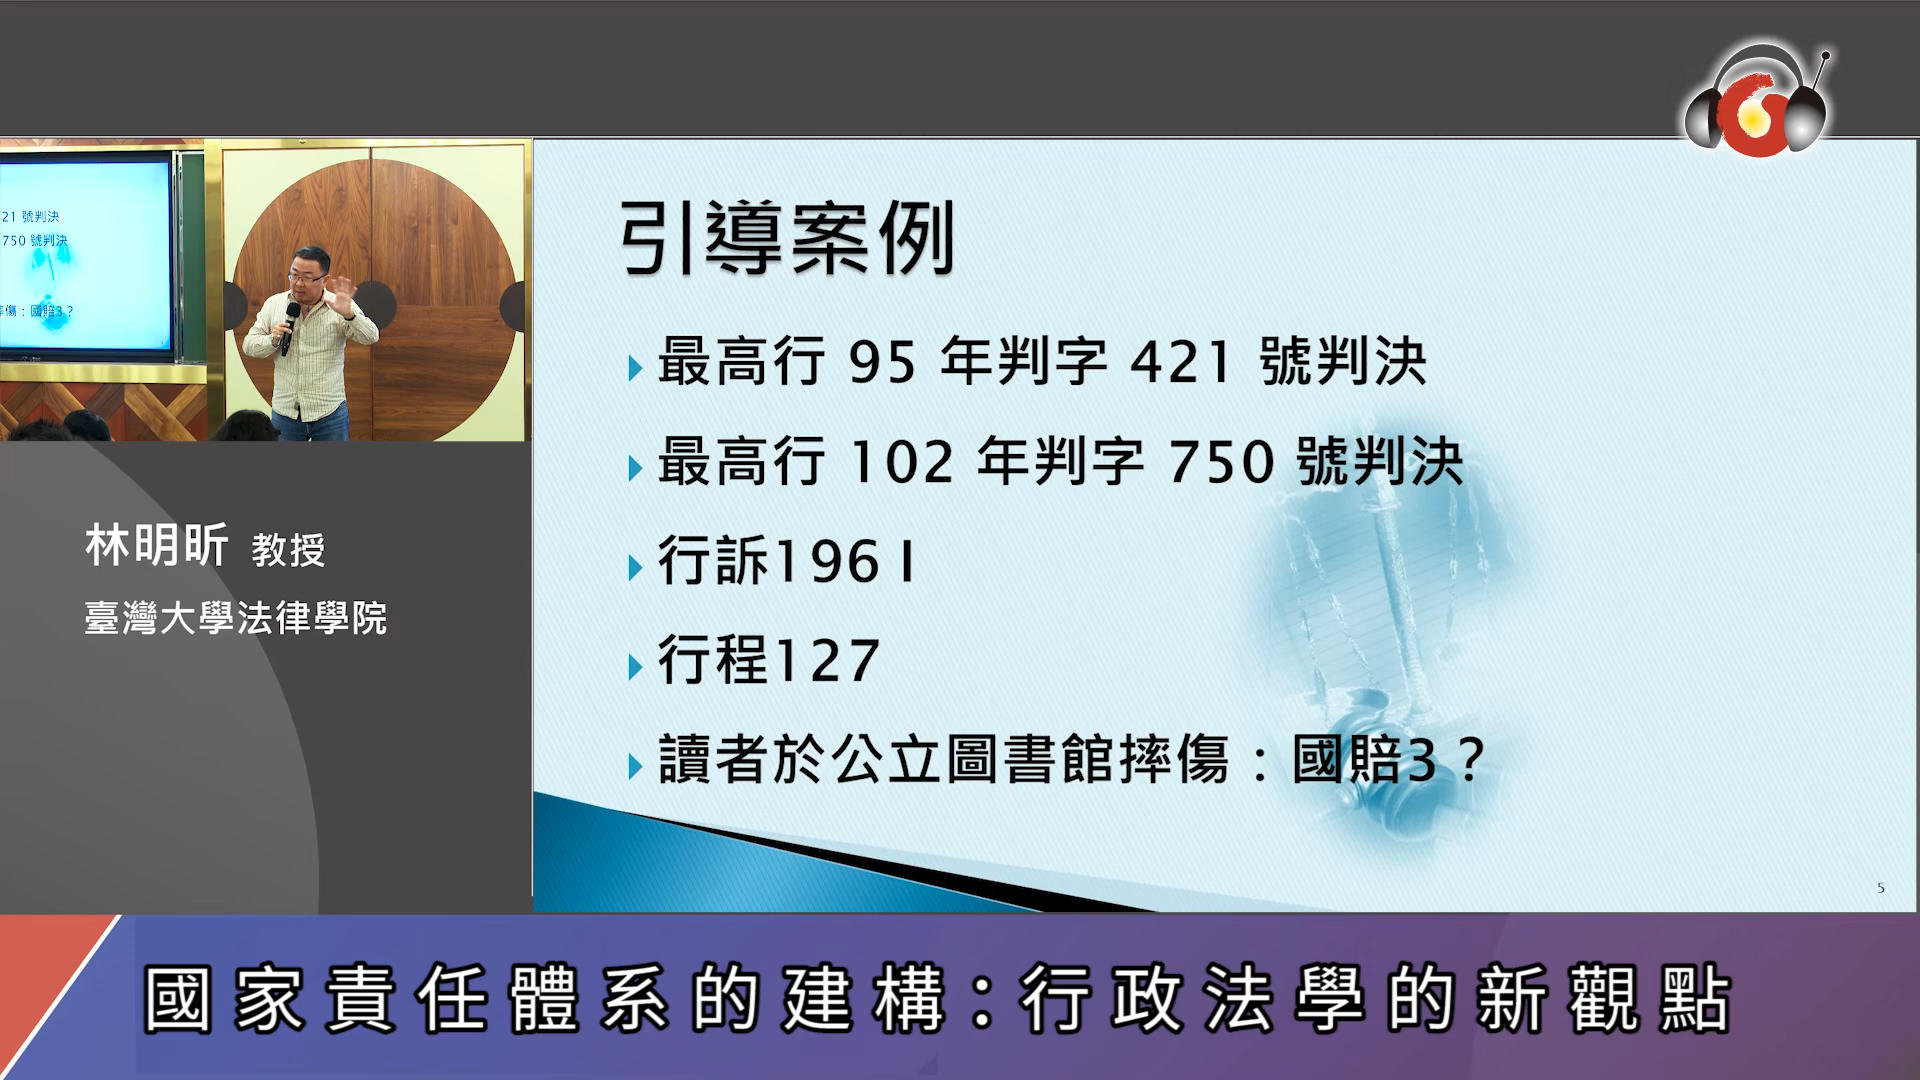 引導案例
最高行 95 年判字 421 號判決
最高行 102 年判字 750 號判決
行訴196 I
行程127
讀者於公立圖書館摔傷：國賠3？
5
21 號判決
750 號判決
傷：國賠3？
林明昕 教授
臺灣大學法律學院
國家責任體系的建構：行政法學的新觀點